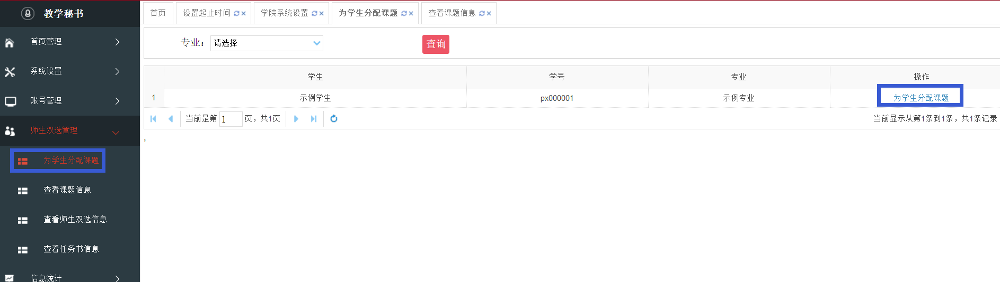 教学秘书
首页管理
系统设置
账号管理
师生双选管理
为学生分配课题
查看课题信息
查看师生双选信息
查看任务书信息
信息统计
首页 设置起止时间 学院系统设置 为学生分配课题 查看课题信息
专业： 请选择 查询
学生 学号 专业 操作
1 示例学生 px000001 示例专业 为学生分配课题
当前是第 1 页，共1页 当前显示从第1条到1条，共1条记录
,